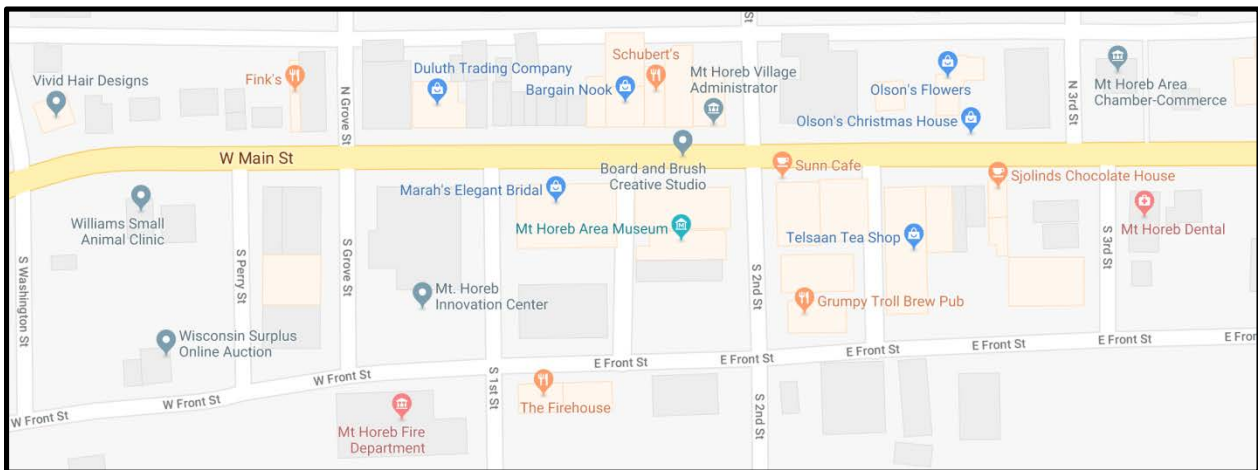 St
Schubert's
Vivid Hair Designs
Fink's
N Grove St
Duluth Trading Company
Bargain Nook
Mt Horeb Village
Administrator
Olson's Flowers
N 3rd St
Mt Horeb Area
Chamber-Commerce
Olson's Christmas House
W Main St
Board and Brush
Creative Studio
Sunn Cafe
Marah's Elegant Bridal
Sjolinds Chocolate House
Williams Small
Animal Clinic
Mt Horeb Area Museum
Telsaan Tea Shop
Mt Horeb Dental
S Washington St
S Perry St
S Grove St
S 2nd St
S 3rd St
Mt. Horeb
Innovation Center
Grumpy Troll Brew Pub
Wisconsin Surplus
Online Auction
E Front St
E Front St
E Front St
E Front St
E Front St
E Fron
W Front St
W Front St
W Front St
S 1st St
The Firehouse
S 2nd St
Mt Horeb Fire
Department